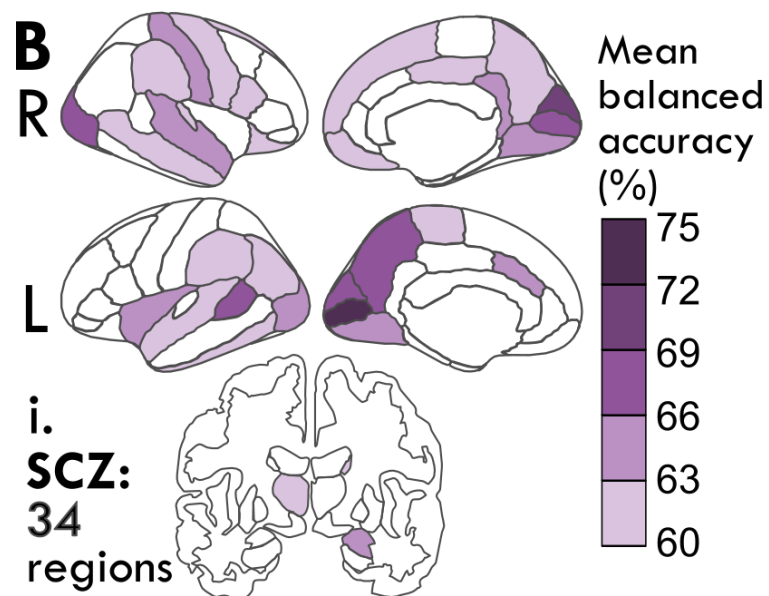 B
R
L
Mean
balanced
accuracy
(%)
75
72
69
66
63
60
i.
SCZ:
34
regions